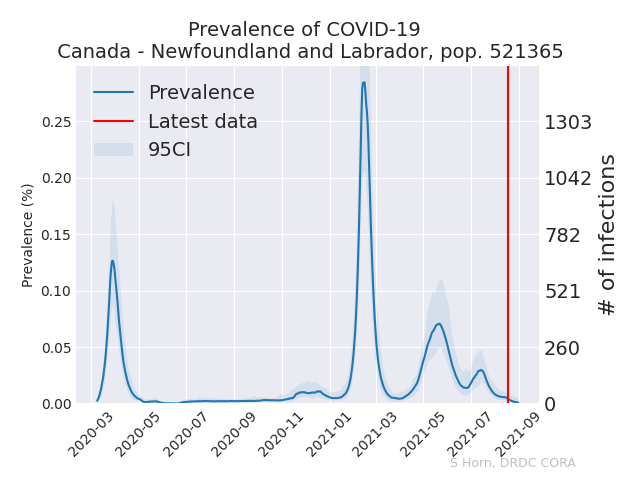 Prevalence of COVID-19
Canada - Newfoundland and Labrador, pop. 521365
Prevalence
Latest data
95CI
Prevalence (%)
0.25
0.20
0.15
0.10
0.05
0.00
1303
1042
782
521
260
0
# of infections
2020-03
2020-05
2020-07
2020-09
2020-11
2021-01
2021-03
2021-05
2021-07
2021-09
S Horn, DRDC CORA